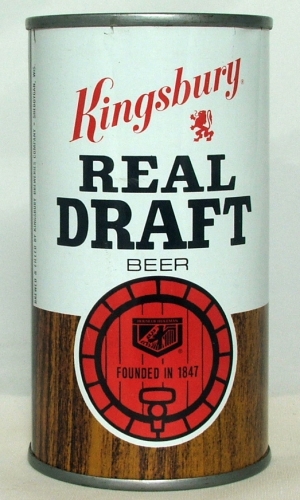 Kingsbury
REAL
DRAFT
BEER
FOUNDED IN 1847